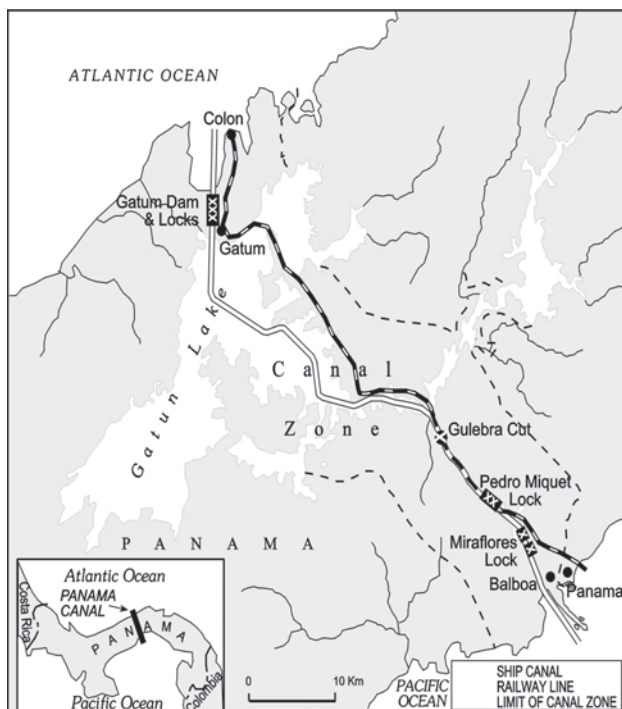 ATLANTIC OCEAN
Colon
Gatum Dam
& Locks
Gatum
Gatun Lake
Canal
Zone
Gulebra Cut
Pedro Miquet
Lock
PANAMA
Miraflores
Lock
Balboa
Panama
Atlantic Ocean
PANAMA
CANAL
Costa Rica
PANAMA
Colombia
Pacific Ocean
0 10 Km
PACIFIC
OCEAN
SHIP CANAL
RAILWAY LINE
LIMIT OF CANAL ZONE